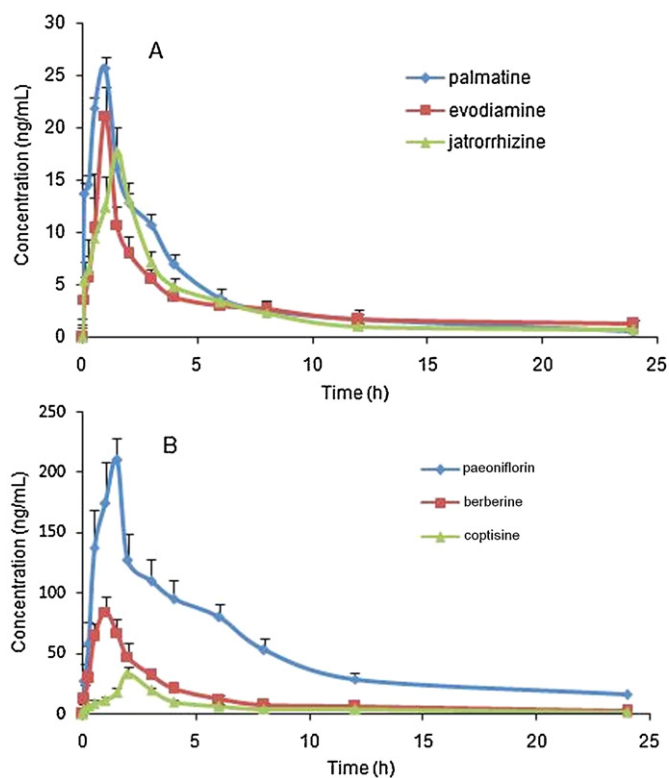 A
Concentration (ng/mL)
30
25
20
15
10
5
0
palmatine
evodiamine
jatrorrhizine
0 5 10 15 20 25
Time (h)
B
Concentration (ng/mL)
250
200
150
100
50
0
paeoniflorin
berberine
coptisine
0 5 10 15 20 25
Time (h)